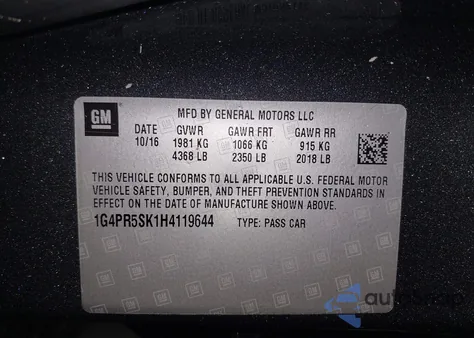 GM
MFD BY GENERAL MOTORS LLC
DATE GVWR GAWR FRT GAWR RR
10/16 1981 KG 1066 KG 915 KG
4368 LB 2350 LB 2018 LB
THIS VEHICLE CONFORMS TO ALL APPLICABLE U.S. FEDERAL MOTOR
VEHICLE SAFETY, BUMPER, AND THEFT PREVENTION STANDARDS IN
EFFECT ON THE DATE OF MANUFACTURE SHOWN ABOVE.
1G4PR5SK1H4119644 TYPE: PASS CAR